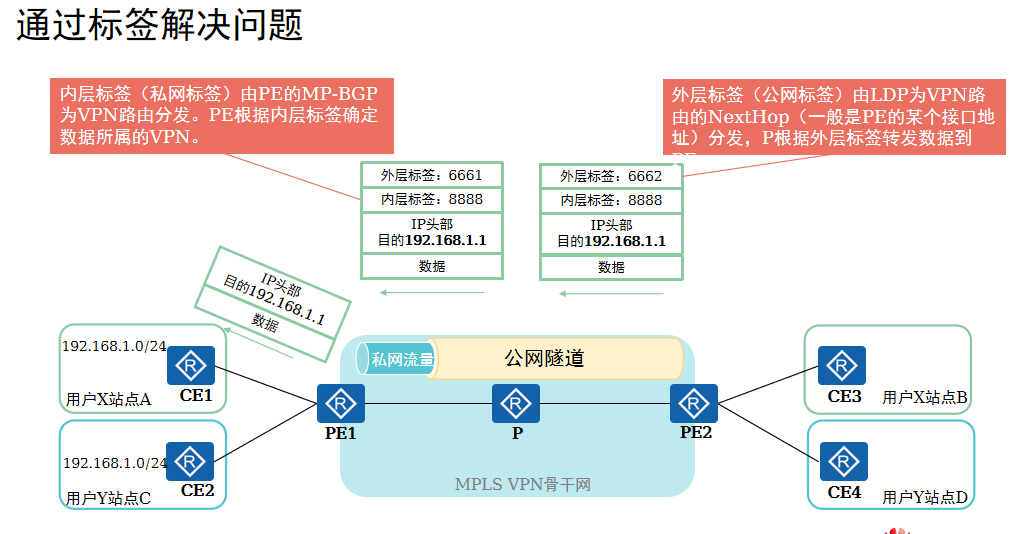 通过标签解决问题
内层标签（私网标签）由PE的MP-BGP
为VPN路由分发。PE根据内层标签确定
数据所属的VPN。
外层标签（公网标签）由LDP为VPN路
由的NextHop（一般是PE的某个接口地
址）分发，P根据外层标签转发数据到
外层标签：6661
内层标签：8888
IP头部
目的192.168.1.1
数据
外层标签：6662
内层标签：8888
IP头部
目的192.168.1.1
数据
IP头部
目的192.168.1.1
数据
192.168.1.0/24
R
CE1
用户X站点A
192.168.1.0/24
R
CE2
用户Y站点C
私网流量
公网隧道
R
PE1
R
P
R
PE2
MPLS VPN骨干网
R
CE3
用户X站点B
R
CE4
用户Y站点D